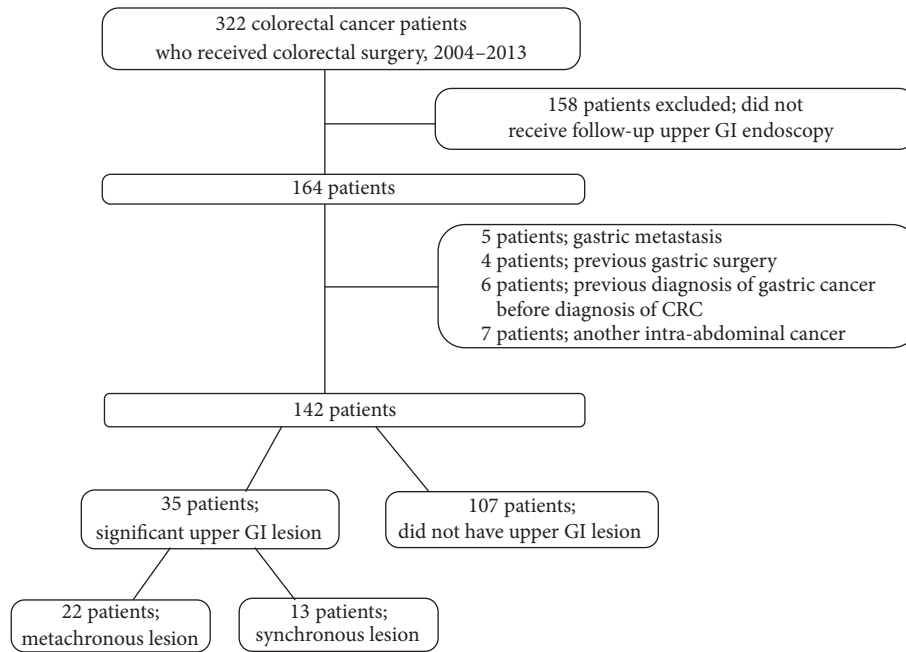 322 colorectal cancer patients
who received colorectal surgery, 2004–2013
158 patients excluded; did not
receive follow-up upper GI endoscopy
164 patients
5 patients; gastric metastasis
4 patients; previous gastric surgery
6 patients; previous diagnosis of gastric cancer
before diagnosis of CRC
7 patients; another intra-abdominal cancer
142 patients
35 patients;
significant upper GI lesion
107 patients;
did not have upper GI lesion
22 patients;
metachronous lesion
13 patients;
synchronous lesion